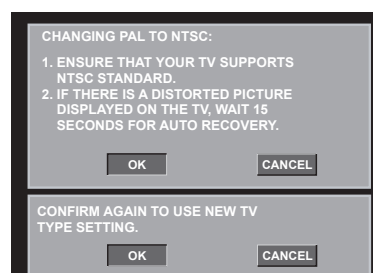 CHANGING PAL TO NTSC:
1. ENSURE THAT YOUR TV SUPPORTS
NTSC STANDARD.
2. IF THERE IS A DISTORTED PICTURE
DISPLAYED ON THE TV, WAIT 15
SECONDS FOR AUTO RECOVERY.
OK CANCEL
CONFIRM AGAIN TO USE NEW TV
TYPE SETTING.
OK CANCEL